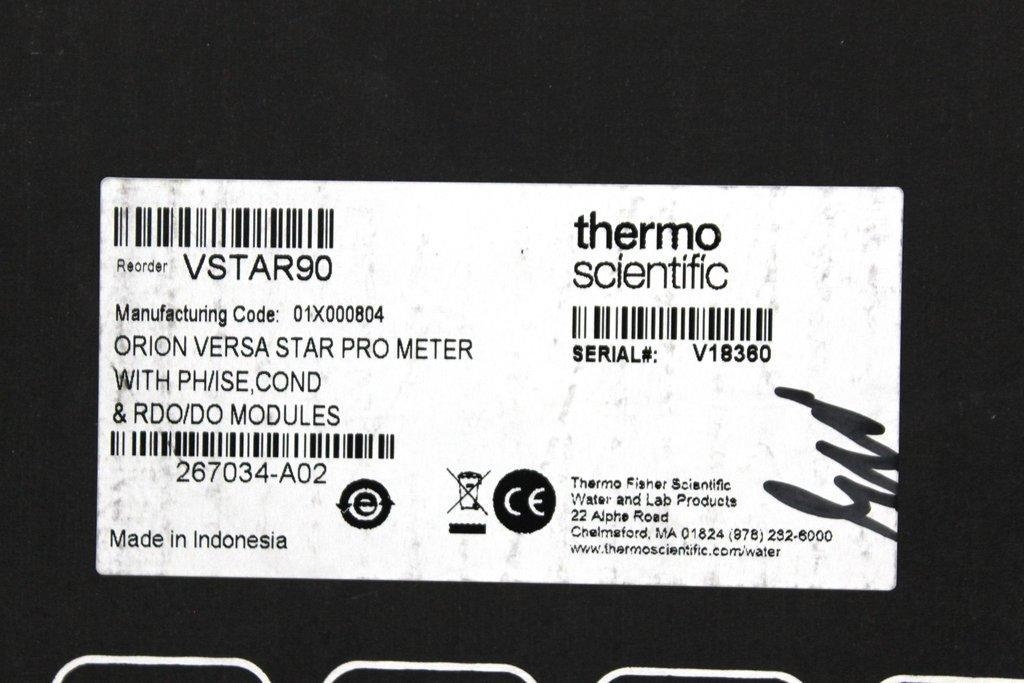 Reorder VSTAR90
Manufacturing Code: 01X000804
ORION VERSA STAR PRO METER
WITH PH/ISE,COND
& RDO/DO MODULES
267034-A02
Made in Indonesia
thermo
scientific
SERIAL#: V18360
e
CE
Thermo Fisher Scientific
Water and Lab Products
22 Alpha Road
Chelmsford, MA 01824 (978) 232-6000
www.thermoscientific.com/water